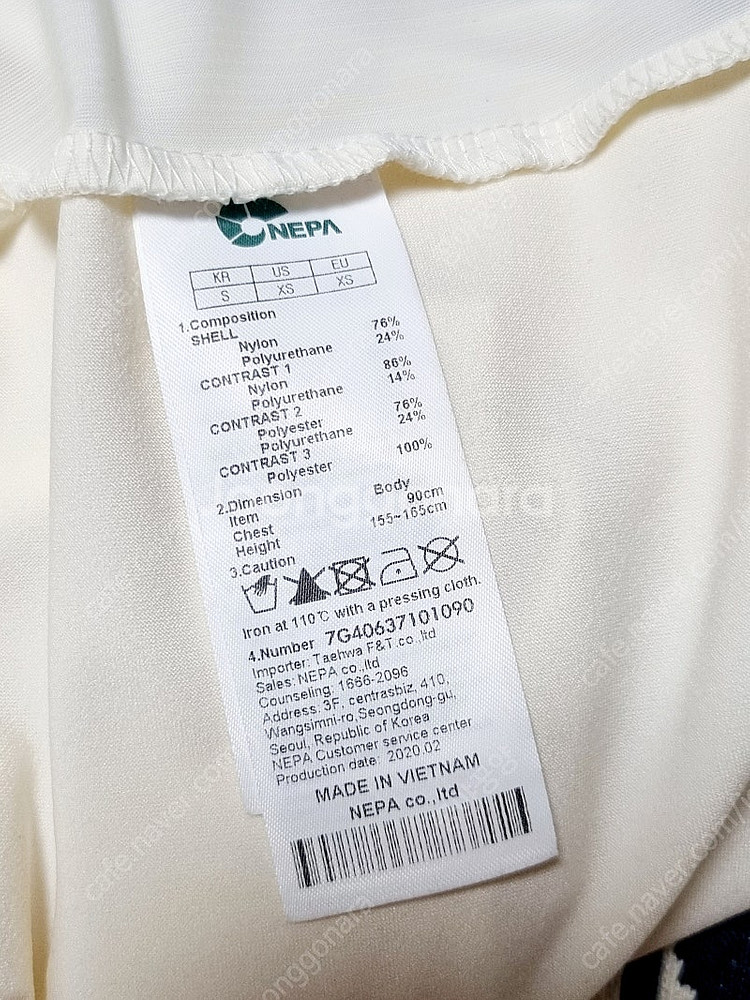 NEPA
KR US EU
S XS XS
1.Composition
SHELL
Nylon 76%
Polyurethane 24%
CONTRAST 1
Nylon 86%
Polyurethane 14%
CONTRAST 2
Polyester 76%
Polyurethane 24%
CONTRAST 3
Polyester 100%
2.Dimension
Item Body
Chest 90cm
Height 155~165cm
3.Caution
Iron at 110℃ with a pressing cloth.
4.Number 7G40637101090
Importer: Taehwa F&T.co.,ltd
Sales: NEPA co.,ltd
Counseling: 1666-2096
Address: 3F, centrasbiz, 410,
Wangsimni-ro,Seongdong-gu,
Seoul, Republic of Korea
NEPA Customer service center
Production date: 2020.02
MADE IN VIETNAM
NEPA co.,ltd
joonggonara
cafe.naver.com/